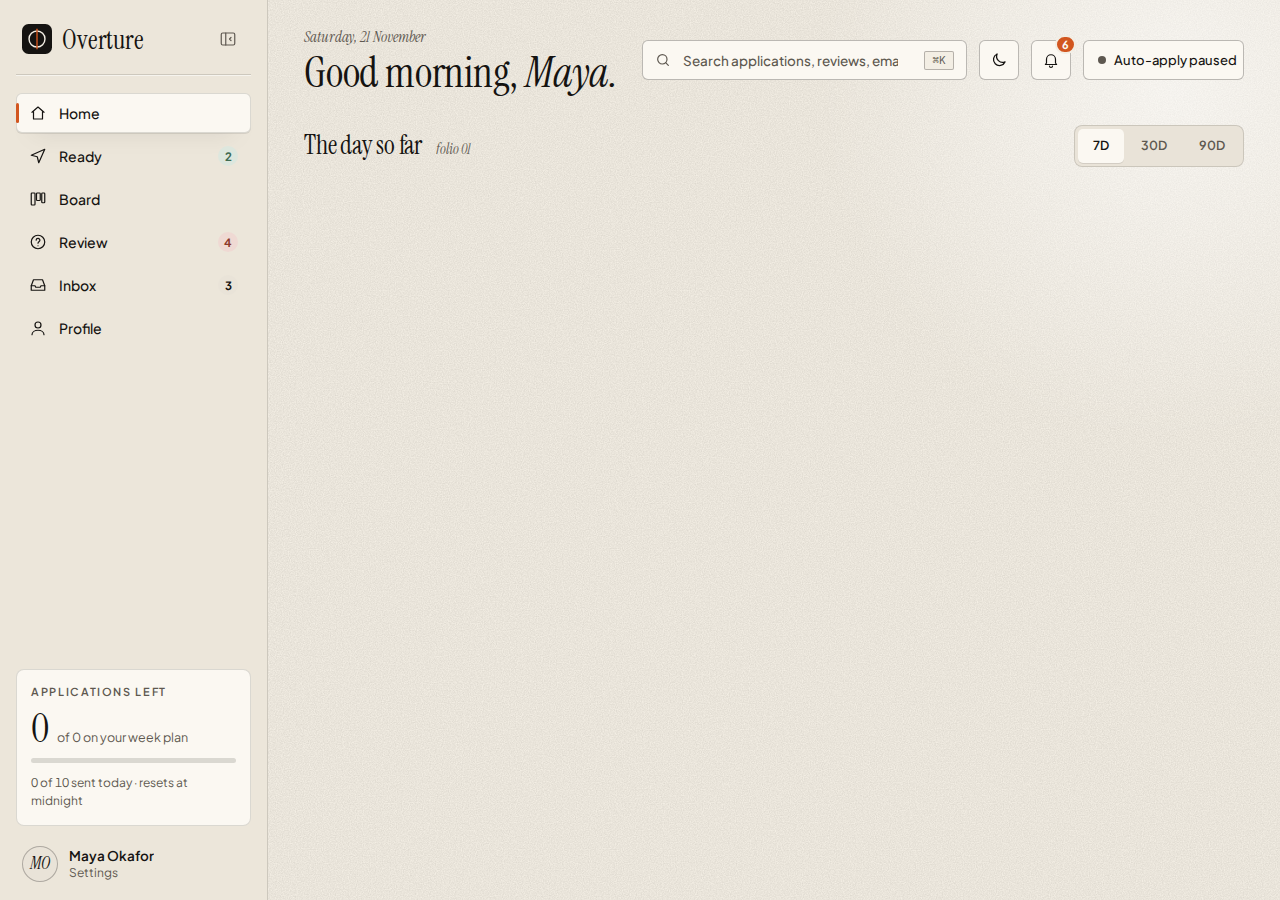 Overture
Home
Ready 2
Board
Review 4
Inbox 3
Profile
APPLICATIONS LEFT
0 of 0 on your week plan
0 of 10 sent today · resets at
midnight
MO
Maya Okafor
Settings
Saturday, 21 November
Good morning, Maya.
Search applications, reviews, ema
⌘K
6
Auto-apply paused
The day so far folio 01
7D 30D 90D